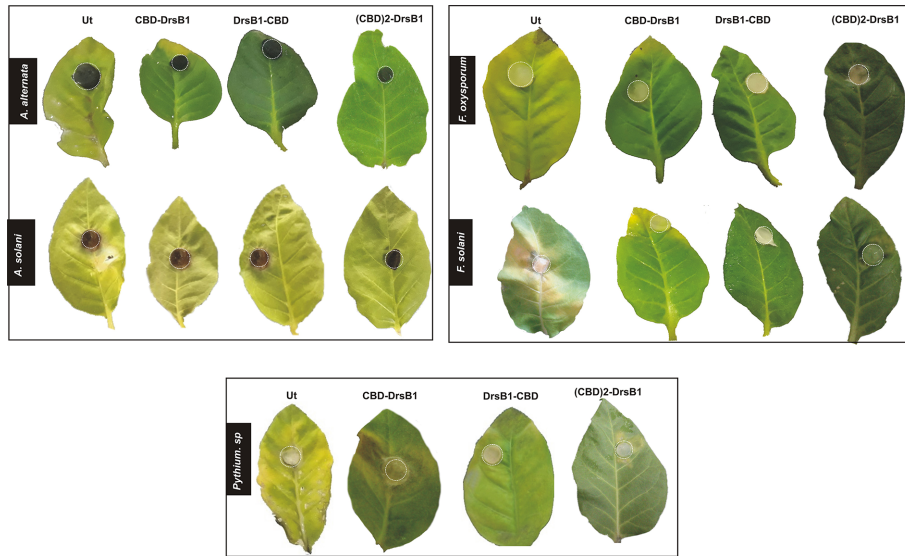 Ut CBD-DrsB1 DrsB1-CBD (CBD)2-DrsB1
A. alternata
A. solani
Ut CBD-DrsB1 DrsB1-CBD (CBD)2-DrsB1
F. oxysporum
F. solani
Ut CBD-DrsB1 DrsB1-CBD (CBD)2-DrsB1
Pythium. sp